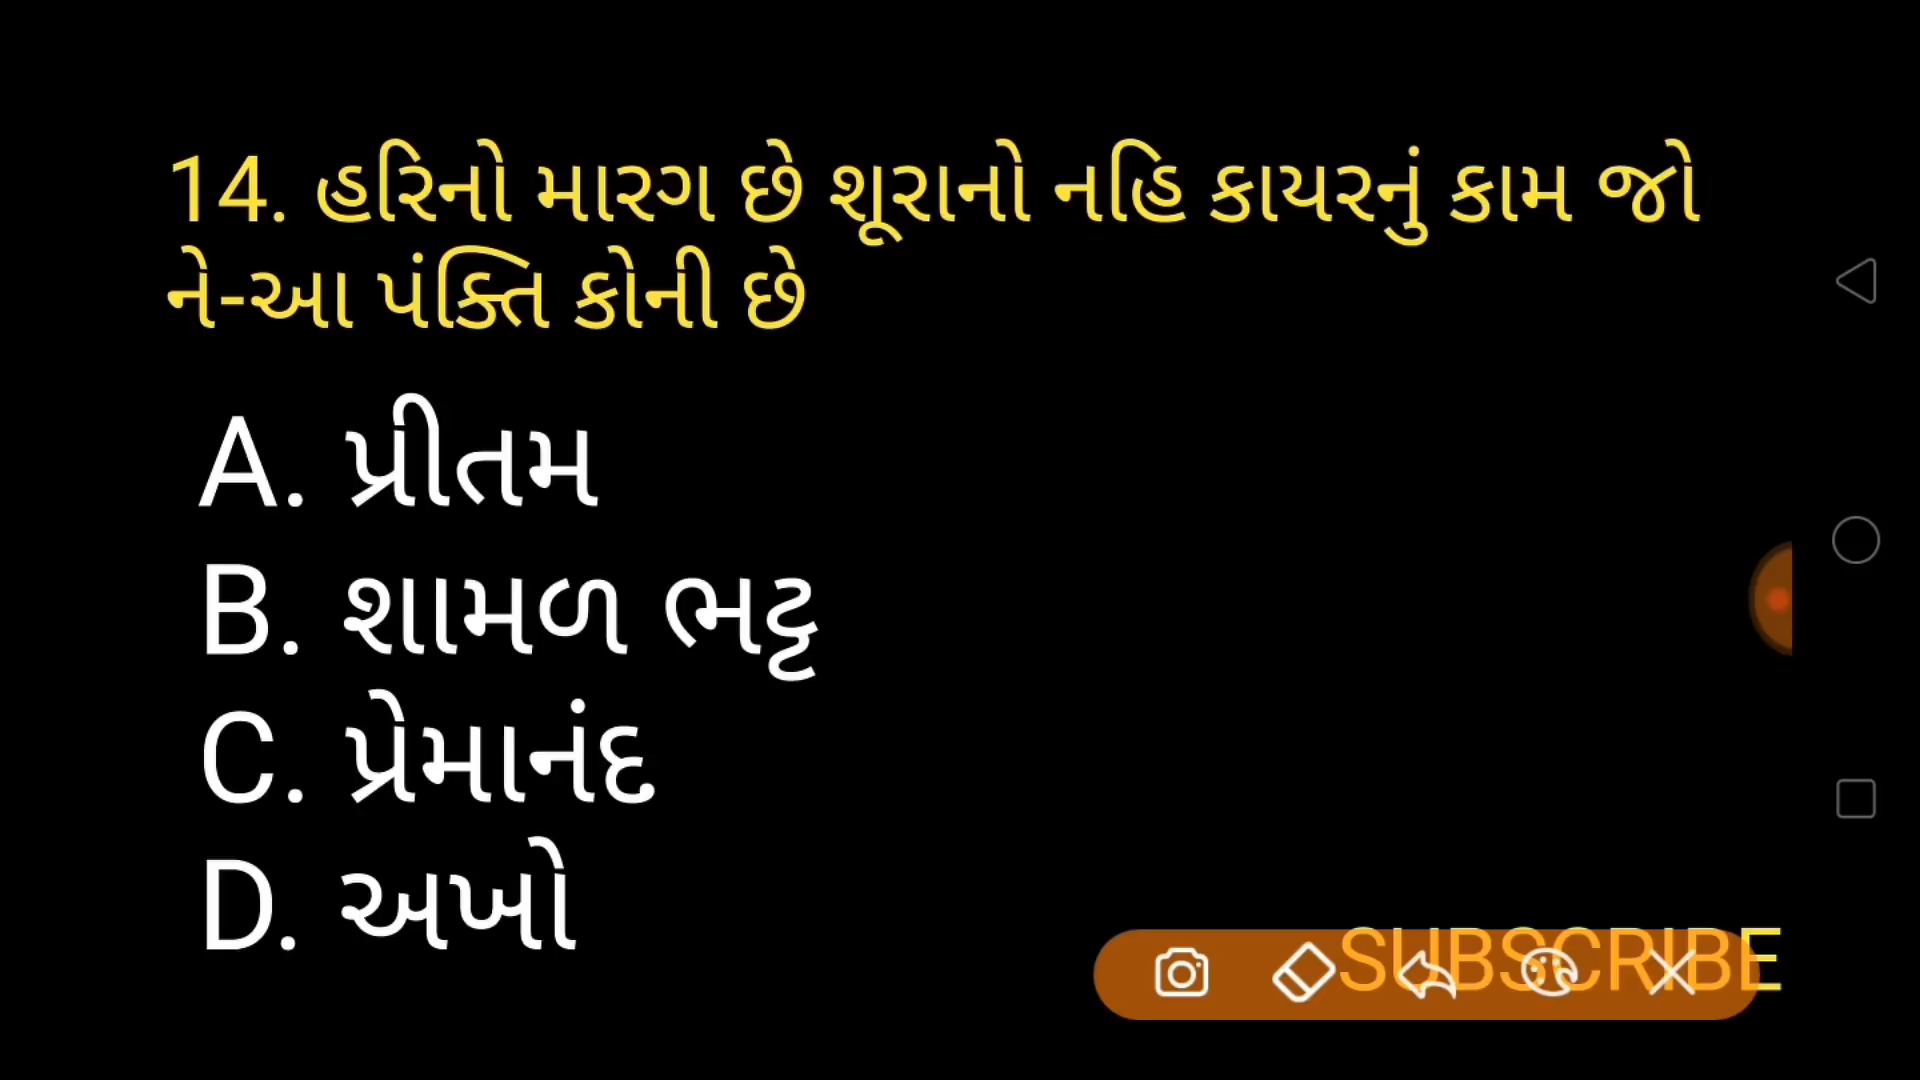 14. હરિનો મારગ છે શૂરાનો નહિ કાયરનું કામ જો
ને-આ પંક્તિ કોની છે
A. પ્રીતમ
B. શામળ ભટ્ટ
C. પ્રેમાનંદ
D. અખો
SUBSCRIBE